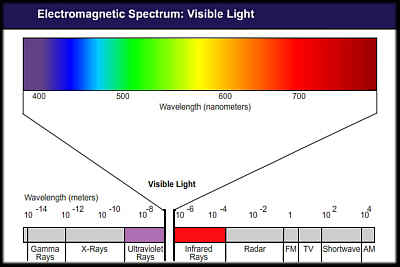 Electromagnetic Spectrum: Visible Light
400 500 600 700
Wavelength (nanometers)
Visible Light
Wavelength (meters)
10^-14 10^-12 10^-10 10^-8 10^-6 10^-4 10^-2 1 10^2 10^4
Gamma Rays X-Rays Ultraviolet Rays Infrared Rays Radar FM TV Shortwave AM